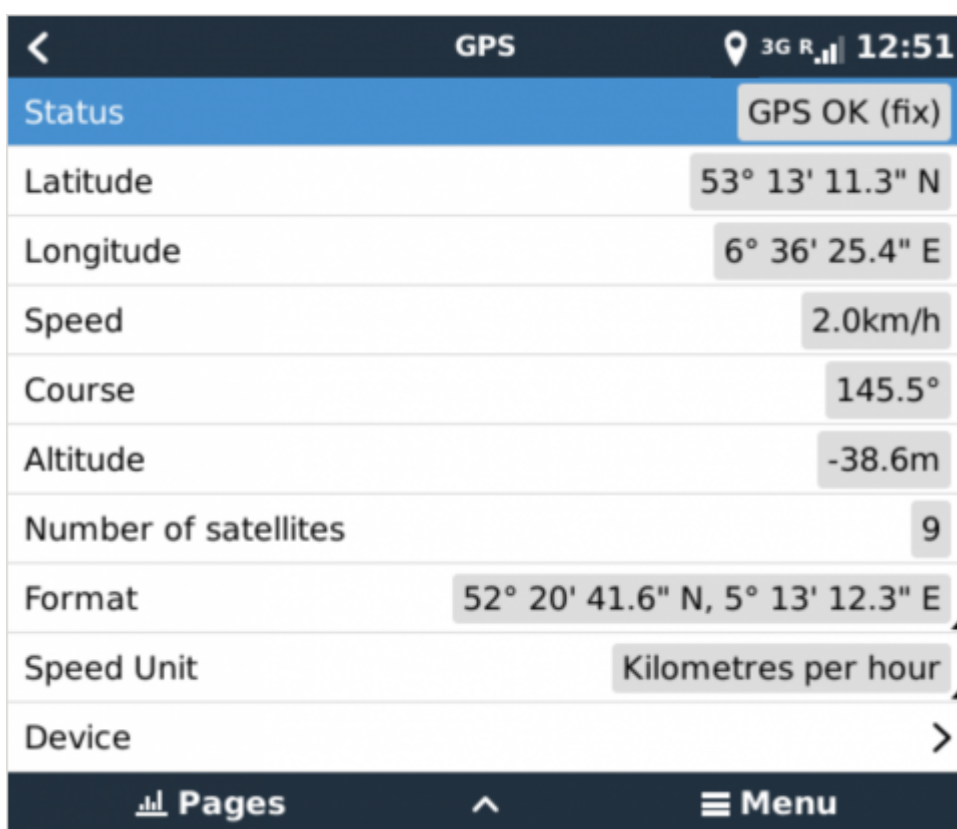 GPS 3G R 12:51
Status GPS OK (fix)
Latitude 53° 13' 11.3" N
Longitude 6° 36' 25.4" E
Speed 2.0km/h
Course 145.5°
Altitude -38.6m
Number of satellites 9
Format 52° 20' 41.6" N, 5° 13' 12.3" E
Speed Unit Kilometres per hour
Device
Pages Menu